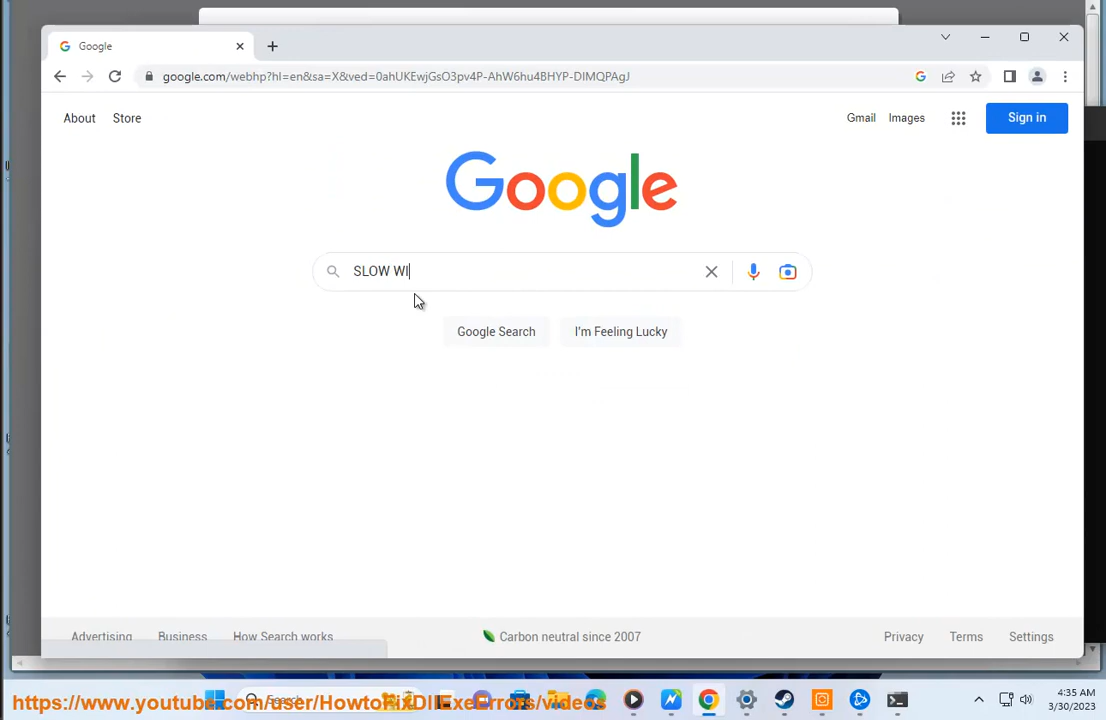 Google
google.com/webhp?hl=en&sa=X&ved=0ahUKEwjGsO3pv4P-AhW6hu4BHYP-DIMQPAgJ
About Store Gmail Images Sign in
Google
SLOW WI
Google Search I'm Feeling Lucky
Advertising Business How Search works Carbon neutral since 2007 Privacy Terms Settings
Search
https://www.youtube.com/user/HowtoFixDllExeErrors/videos
4:35 AM
3/30/2023